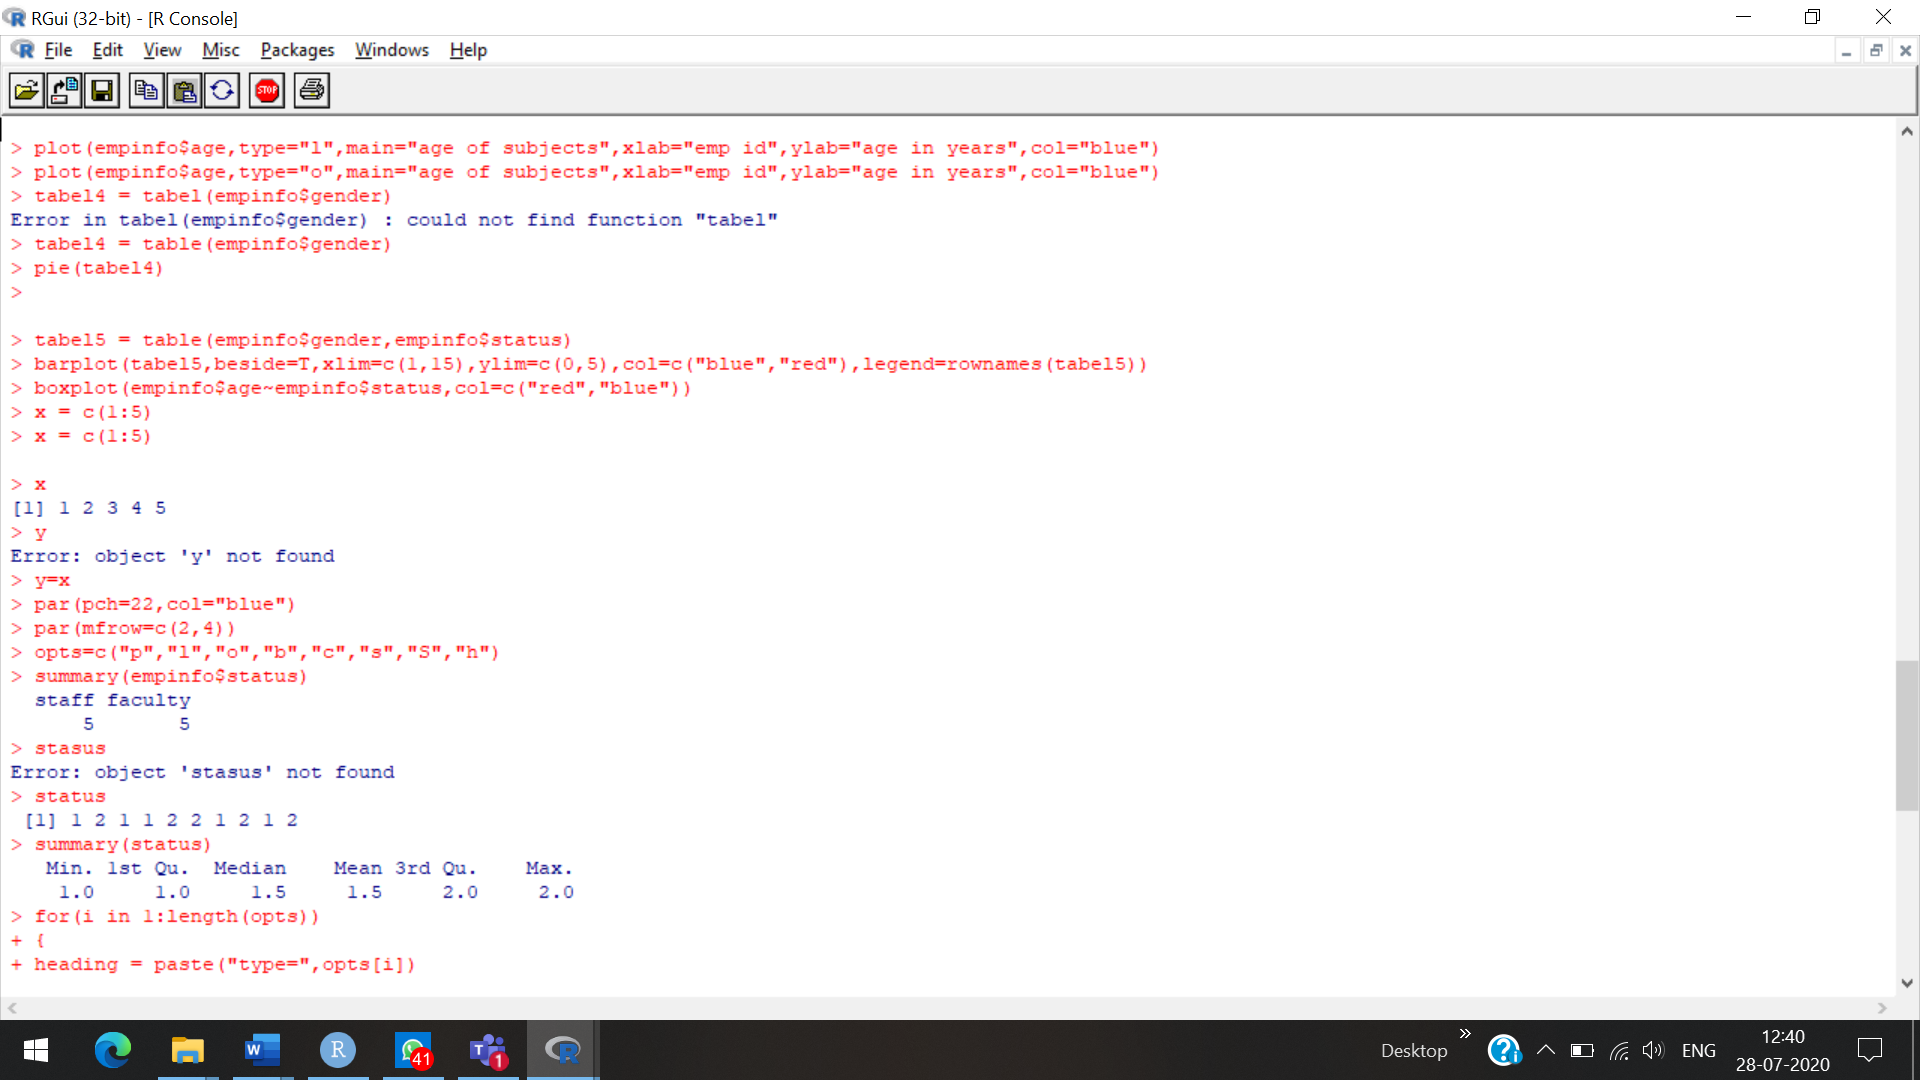 RGui (32-bit) - [R Console]
File Edit View Misc Packages Windows Help
STOP
> plot(empinfo$age,type="l",main="age of subjects",xlab="emp id",ylab="age in years",col="blue")
> plot(empinfo$age,type="o",main="age of subjects",xlab="emp id",ylab="age in years",col="blue")
> tabel4 = tabel(empinfo$gender)
Error in tabel(empinfo$gender) : could not find function "tabel"
> tabel4 = table(empinfo$gender)
> pie(tabel4)
>
> tabel5 = table(empinfo$gender,empinfo$status)
> barplot(tabel5,beside=T,xlim=c(1,15),ylim=c(0,5),col=c("blue","red"),legend=rownames(tabel5))
> boxplot(empinfo$age~empinfo$status,col=c("red","blue"))
> x = c(1:5)
> x = c(1:5)
> x
[1] 1 2 3 4 5
> y
Error: object 'y' not found
> y=x
> par(pch=22,col="blue")
> par(mfrow=c(2,4))
> opts=c("p","l","o","b","c","s","S","h")
> summary(empinfo$status)
staff faculty
5 5
> stasus
Error: object 'stasus' not found
> status
[1] 1 2 1 1 2 2 1 2 1 2
> summary(status)
Min. 1st Qu. Median Mean 3rd Qu. Max.
1.0 1.0 1.5 1.5 2.0 2.0
> for(i in 1:length(opts))
+ {
+ heading = paste("type=",opts[i])
W R 41 T 1 R Desktop ENG 12:40
28-07-2020